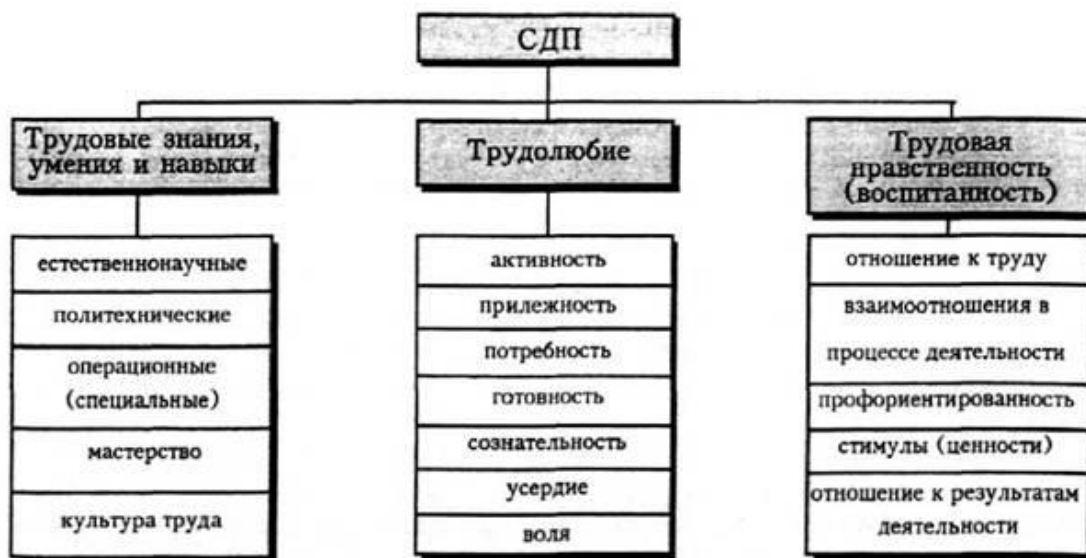 СДП
Трудовые знания,
умения и навыки
естественнонаучные
политехнические
операционные
(специальные)
мастерство
культура труда
Трудолюбие
активность
прилежность
потребность
готовность
сознательность
усердие
воля
Трудовая
нравственность
(воспитанность)
отношение к труду
взаимоотношения в
процессе деятельности
профориентированность
стимулы (ценности)
отношение к результатам
деятельности